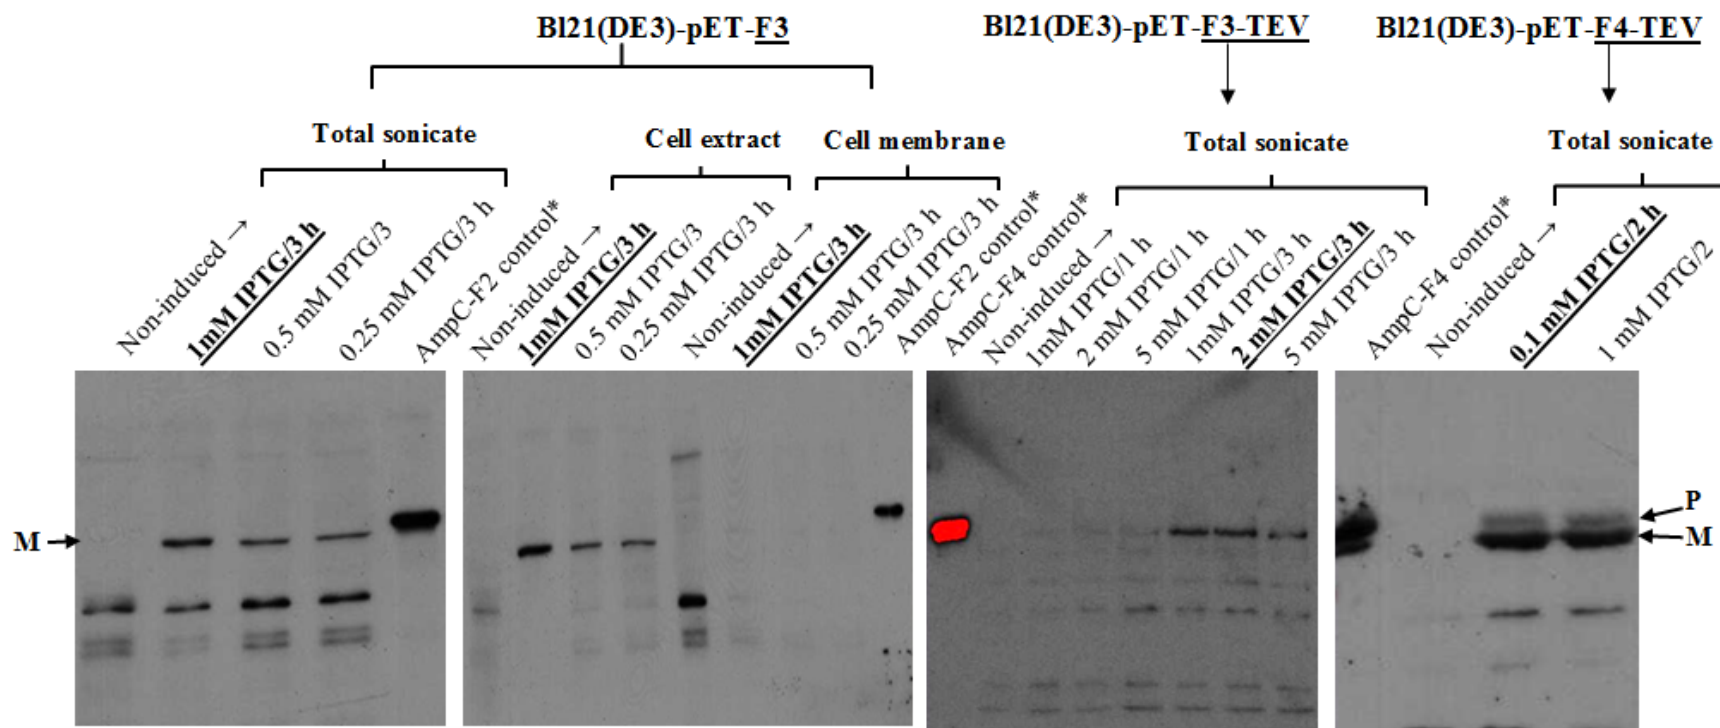 Bl21(DE3)-pET-F3
Bl21(DE3)-pET-F3-TEV
Bl21(DE3)-pET-F4-TEV
Total sonicate
Cell extract
Cell membrane
Total sonicate
Total sonicate
Non-induced →
1mM IPTG/3 h
0.5 mM IPTG/3
0.25 mM IPTG/3 h
AmpC-F2 control*
Non-induced →
1mM IPTG/3 h
0.5 mM IPTG/3
0.25 mM IPTG/3 h
Non-induced →
1mM IPTG/3 h
0.5 mM IPTG/3 h
0.25 mM IPTG/3 h
AmpC-F2 control*
AmpC-F4 control*
Non-induced →
1mM IPTG/1 h
2 mM IPTG/1 h
5 mM IPTG/1 h
1mM IPTG/3 h
2 mM IPTG/3 h
5 mM IPTG/3 h
AmpC-F4 control*
Non-induced →
0.1 mM IPTG/2 h
1 mM IPTG/2
M
P
M